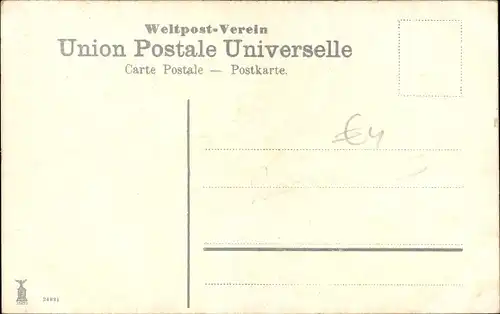 Weltpost-Verein
Union Postale Universelle
Carte Postale — Postkarte.
€4